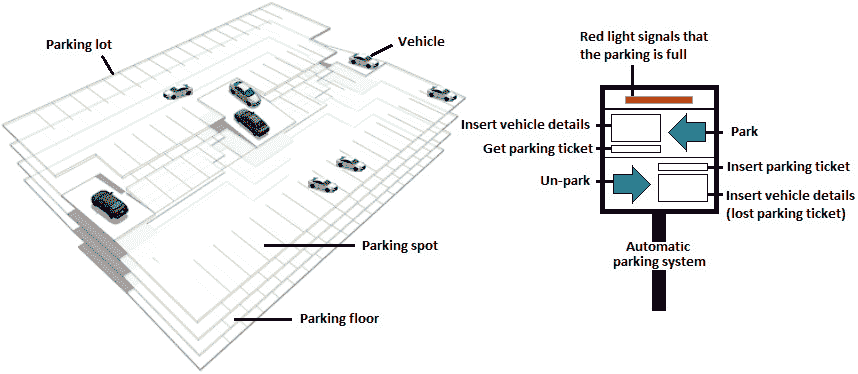 Parking lot
Vehicle
Parking spot
Parking floor
Red light signals that
the parking is full
Insert vehicle details
Get parking ticket
Park
Un-park
Insert parking ticket
Insert vehicle details
(lost parking ticket)
Automatic
parking system